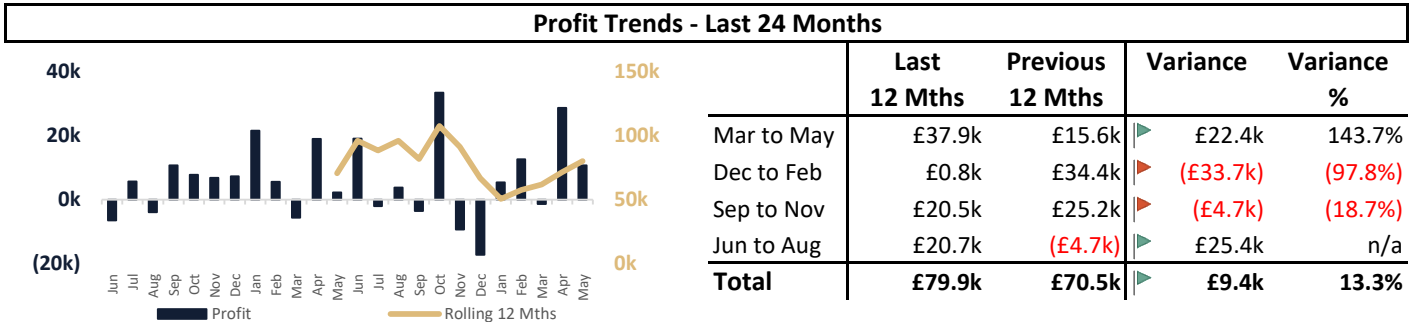 Profit Trends - Last 24 Months
40k
20k
0k
(20k)
150k
100k
50k
0k
Jun Jul Aug Sep Oct Nov Dec Jan Feb Mar Apr May Jun Jul Aug Sep Oct Nov Dec Jan Feb Mar Apr May
Profit Rolling 12 Mths
Last Previous Variance Variance
12 Mths 12 Mths %
Mar to May £37.9k £15.6k £22.4k 143.7%
Dec to Feb £0.8k £34.4k (£33.7k) (97.8%)
Sep to Nov £20.5k £25.2k (£4.7k) (18.7%)
Jun to Aug £20.7k (£4.7k) £25.4k n/a
Total £79.9k £70.5k £9.4k 13.3%